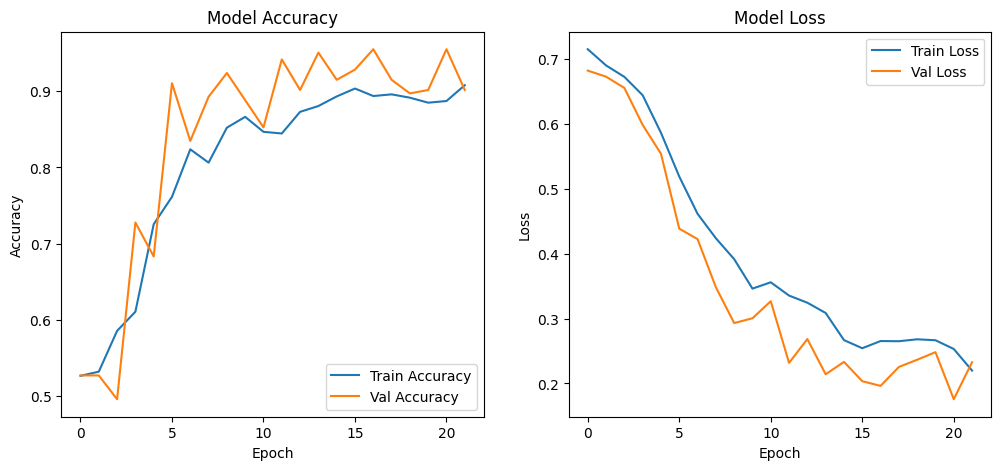 Model Accuracy
Accuracy
0.9
0.8
0.7
0.6
0.5
0
5
10
15
20
Epoch
Train Accuracy
Val Accuracy
Model Loss
Loss
0.7
0.6
0.5
0.4
0.3
0.2
0
5
10
15
20
Epoch
Train Loss
Val Loss